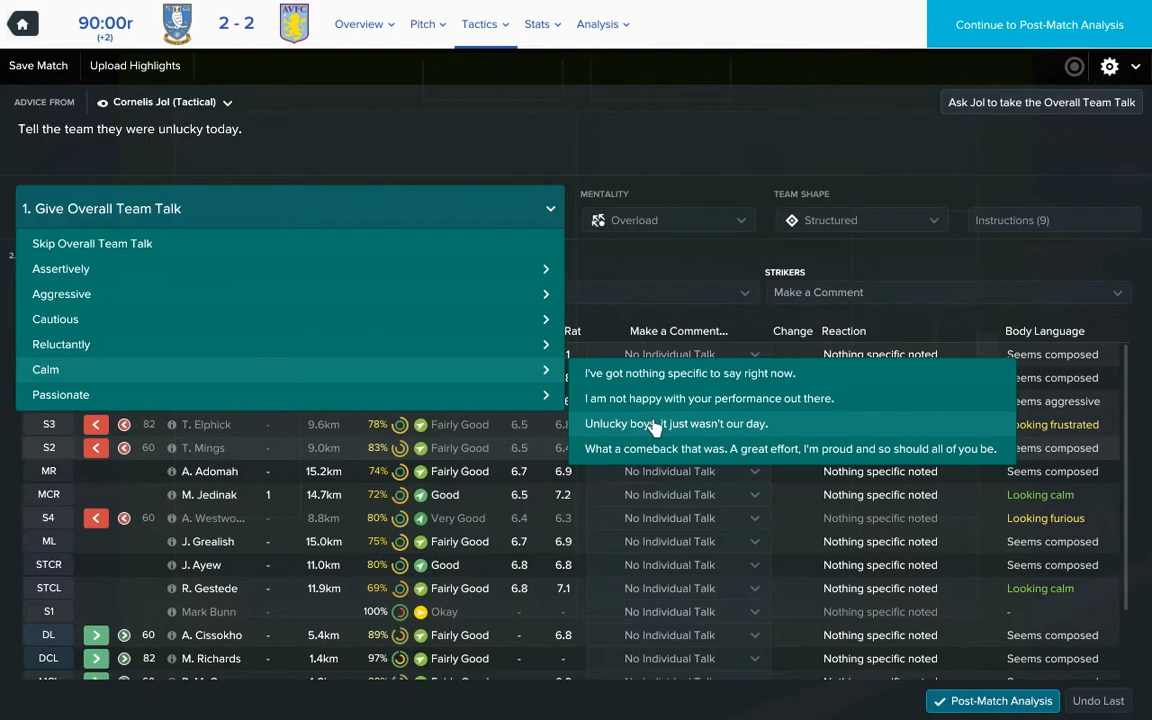 90:00r
(+2)
2 - 2
AVFC
Overview
Pitch
Tactics
Stats
Analysis
Continue to Post-Match Analysis
Save Match
Upload Highlights
ADVICE FROM
Cornelis Jol (Tactical)
Ask Jol to take the Overall Team Talk
Tell the team they were unlucky today.
1. Give Overall Team Talk
MENTALITY
Overload
TEAM SHAPE
Structured
Instructions (9)
Skip Overall Team Talk
Assertively
Aggressive
Cautious
Reluctantly
Calm
Passionate
2.
STRIKERS
Make a Comment
Rat
Make a Comment...
Change
Reaction
Body Language
No Individual Talk Nothing specific noted Seems composed
Seems composed
Seems aggressive
I've got nothing specific to say right now.
I am not happy with your performance out there.
it just wasn't our day.
Unlucky
What a comeback that was. A great effort, I'm proud and so should all of you be.
S3 82 T. Elphick - 9.6km 78% Fairly Good 6.5 frustrated
S2 T. Mings - 9.3km 83% Fairly Good 6.5 Seems composed
MR A. Adomah - 15.2km 74% Fairly Good 6.7 6.9 No Individual Talk Nothing specific noted Seems composed
MCR M. Jedinak 1 14.7km 72% Good 6.5 7.2 No Individual Talk Nothing specific noted Looking calm
S4 60 A. Westwo... - 8.8km 80% Very Good 6.4 6.3 No Individual Talk Nothing specific noted Looking furious
ML J. Grealish - 15.0km 75% Fairly Good 6.7 6.9 No Individual Talk Nothing specific noted Seems composed
STCR J. Ayew - 11.0km 80% Good 6.8 6.8 No Individual Talk Nothing specific noted Seems composed
STCL R. Gestede - 11.9km 69% Fairly Good 6.8 7.1 No Individual Talk Nothing specific noted Looking calm
S1 Mark Bunn 100% Okay - - No Individual Talk Nothing specific noted -
DL 60 A. Cissokho - 5.4km 89% Fairly Good - 6.8 No Individual Talk Nothing specific noted Seems composed
DCL 82 M. Richards - 1.4km 97% Fairly Good - - No Individual Talk Nothing specific noted Seems composed
Post-Match Analysis
Undo Last